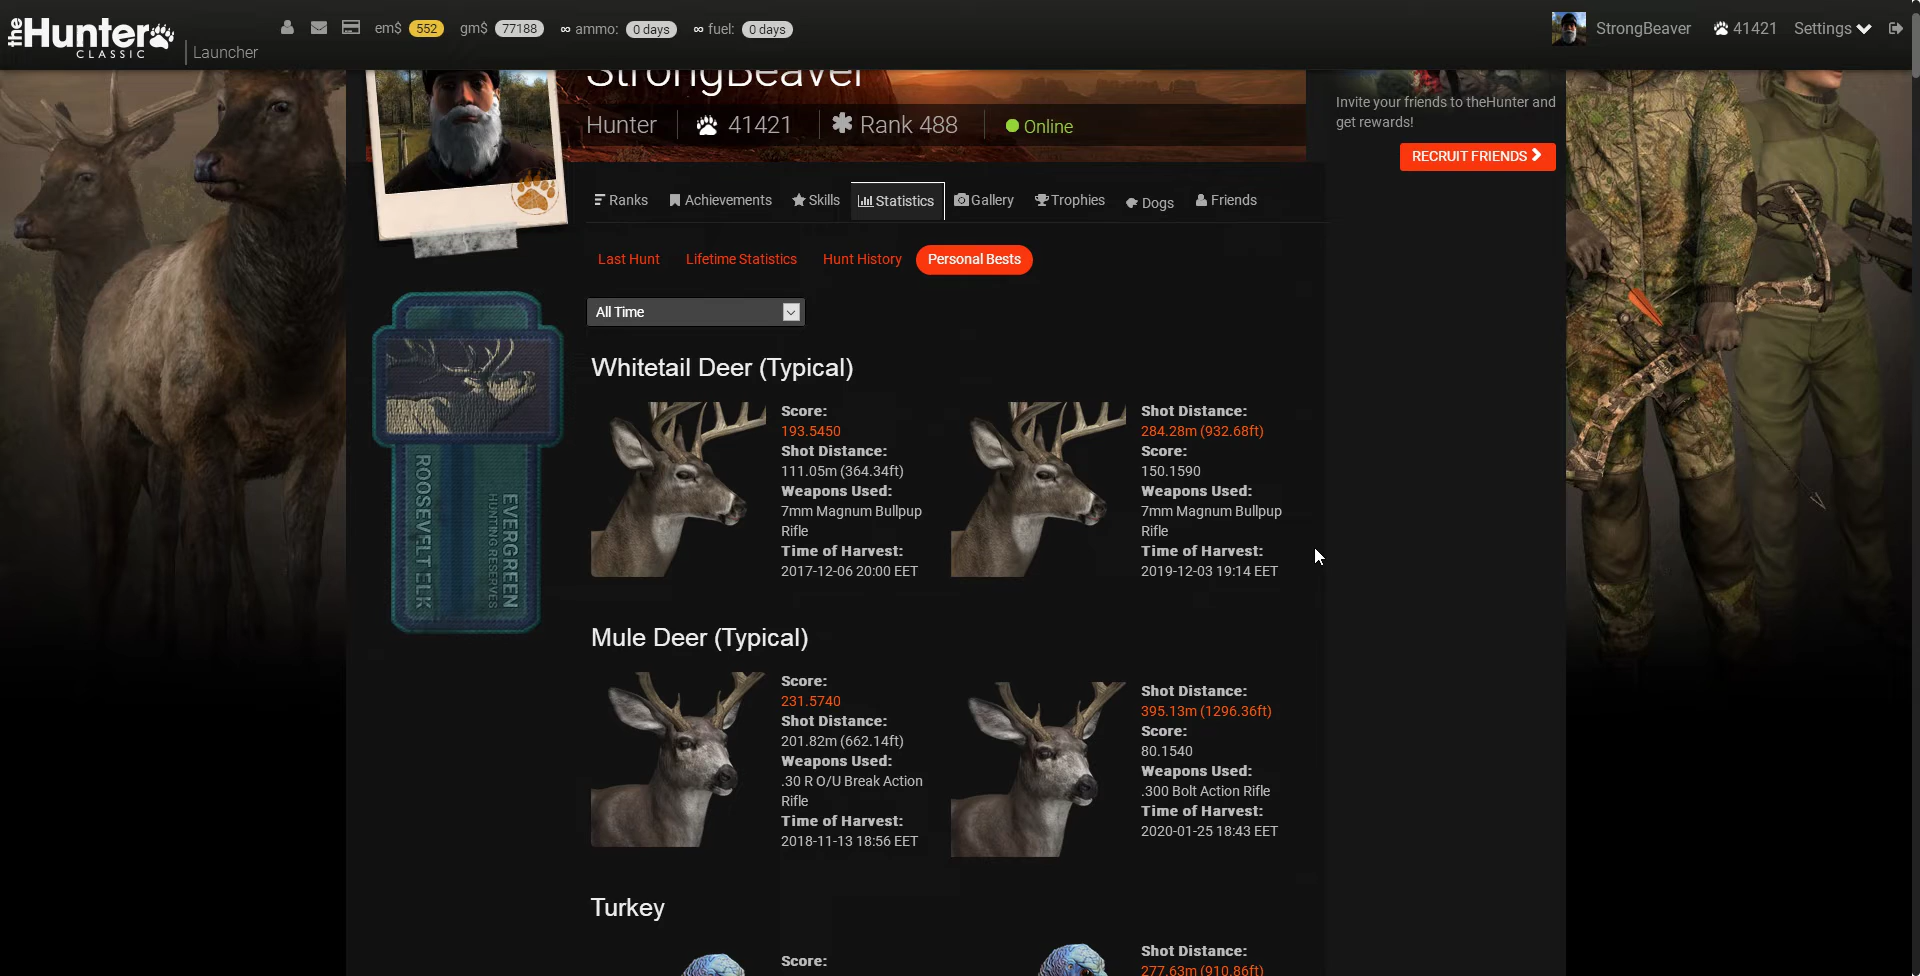 theHunter
CLASSIC
Launcher
em$ 552 gm$ 77188 ∞ ammo: 0 days ∞ fuel: 0 days
StrongBeaver 41421 Settings
StrongBeaver
Hunter 41421 Rank 488 Online
Invite your friends to theHunter and
get rewards!
RECRUIT FRIENDS
Ranks Achievements Skills Statistics Gallery Trophies Dogs Friends
Last Hunt Lifetime Statistics Hunt History Personal Bests
All Time
ROOSEVELT ELK
EVERGREEN
HUNTING RESERVES
Whitetail Deer (Typical)
Score:
193.5450
Shot Distance:
111.05m (364.34ft)
Weapons Used:
7mm Magnum Bullpup
Rifle
Time of Harvest:
2017-12-06 20:00 EET
Shot Distance:
284.28m (932.68ft)
Score:
150.1590
Weapons Used:
7mm Magnum Bullpup
Rifle
Time of Harvest:
2019-12-03 19:14 EET
Mule Deer (Typical)
Score:
231.5740
Shot Distance:
201.82m (662.14ft)
Weapons Used:
.30 R O/U Break Action
Rifle
Time of Harvest:
2018-11-13 18:56 EET
Shot Distance:
395.13m (1296.36ft)
Score:
80.1540
Weapons Used:
.300 Bolt Action Rifle
Time of Harvest:
2020-01-25 18:43 EET
Turkey
Score:
Shot Distance:
277.63m (910.86ft)